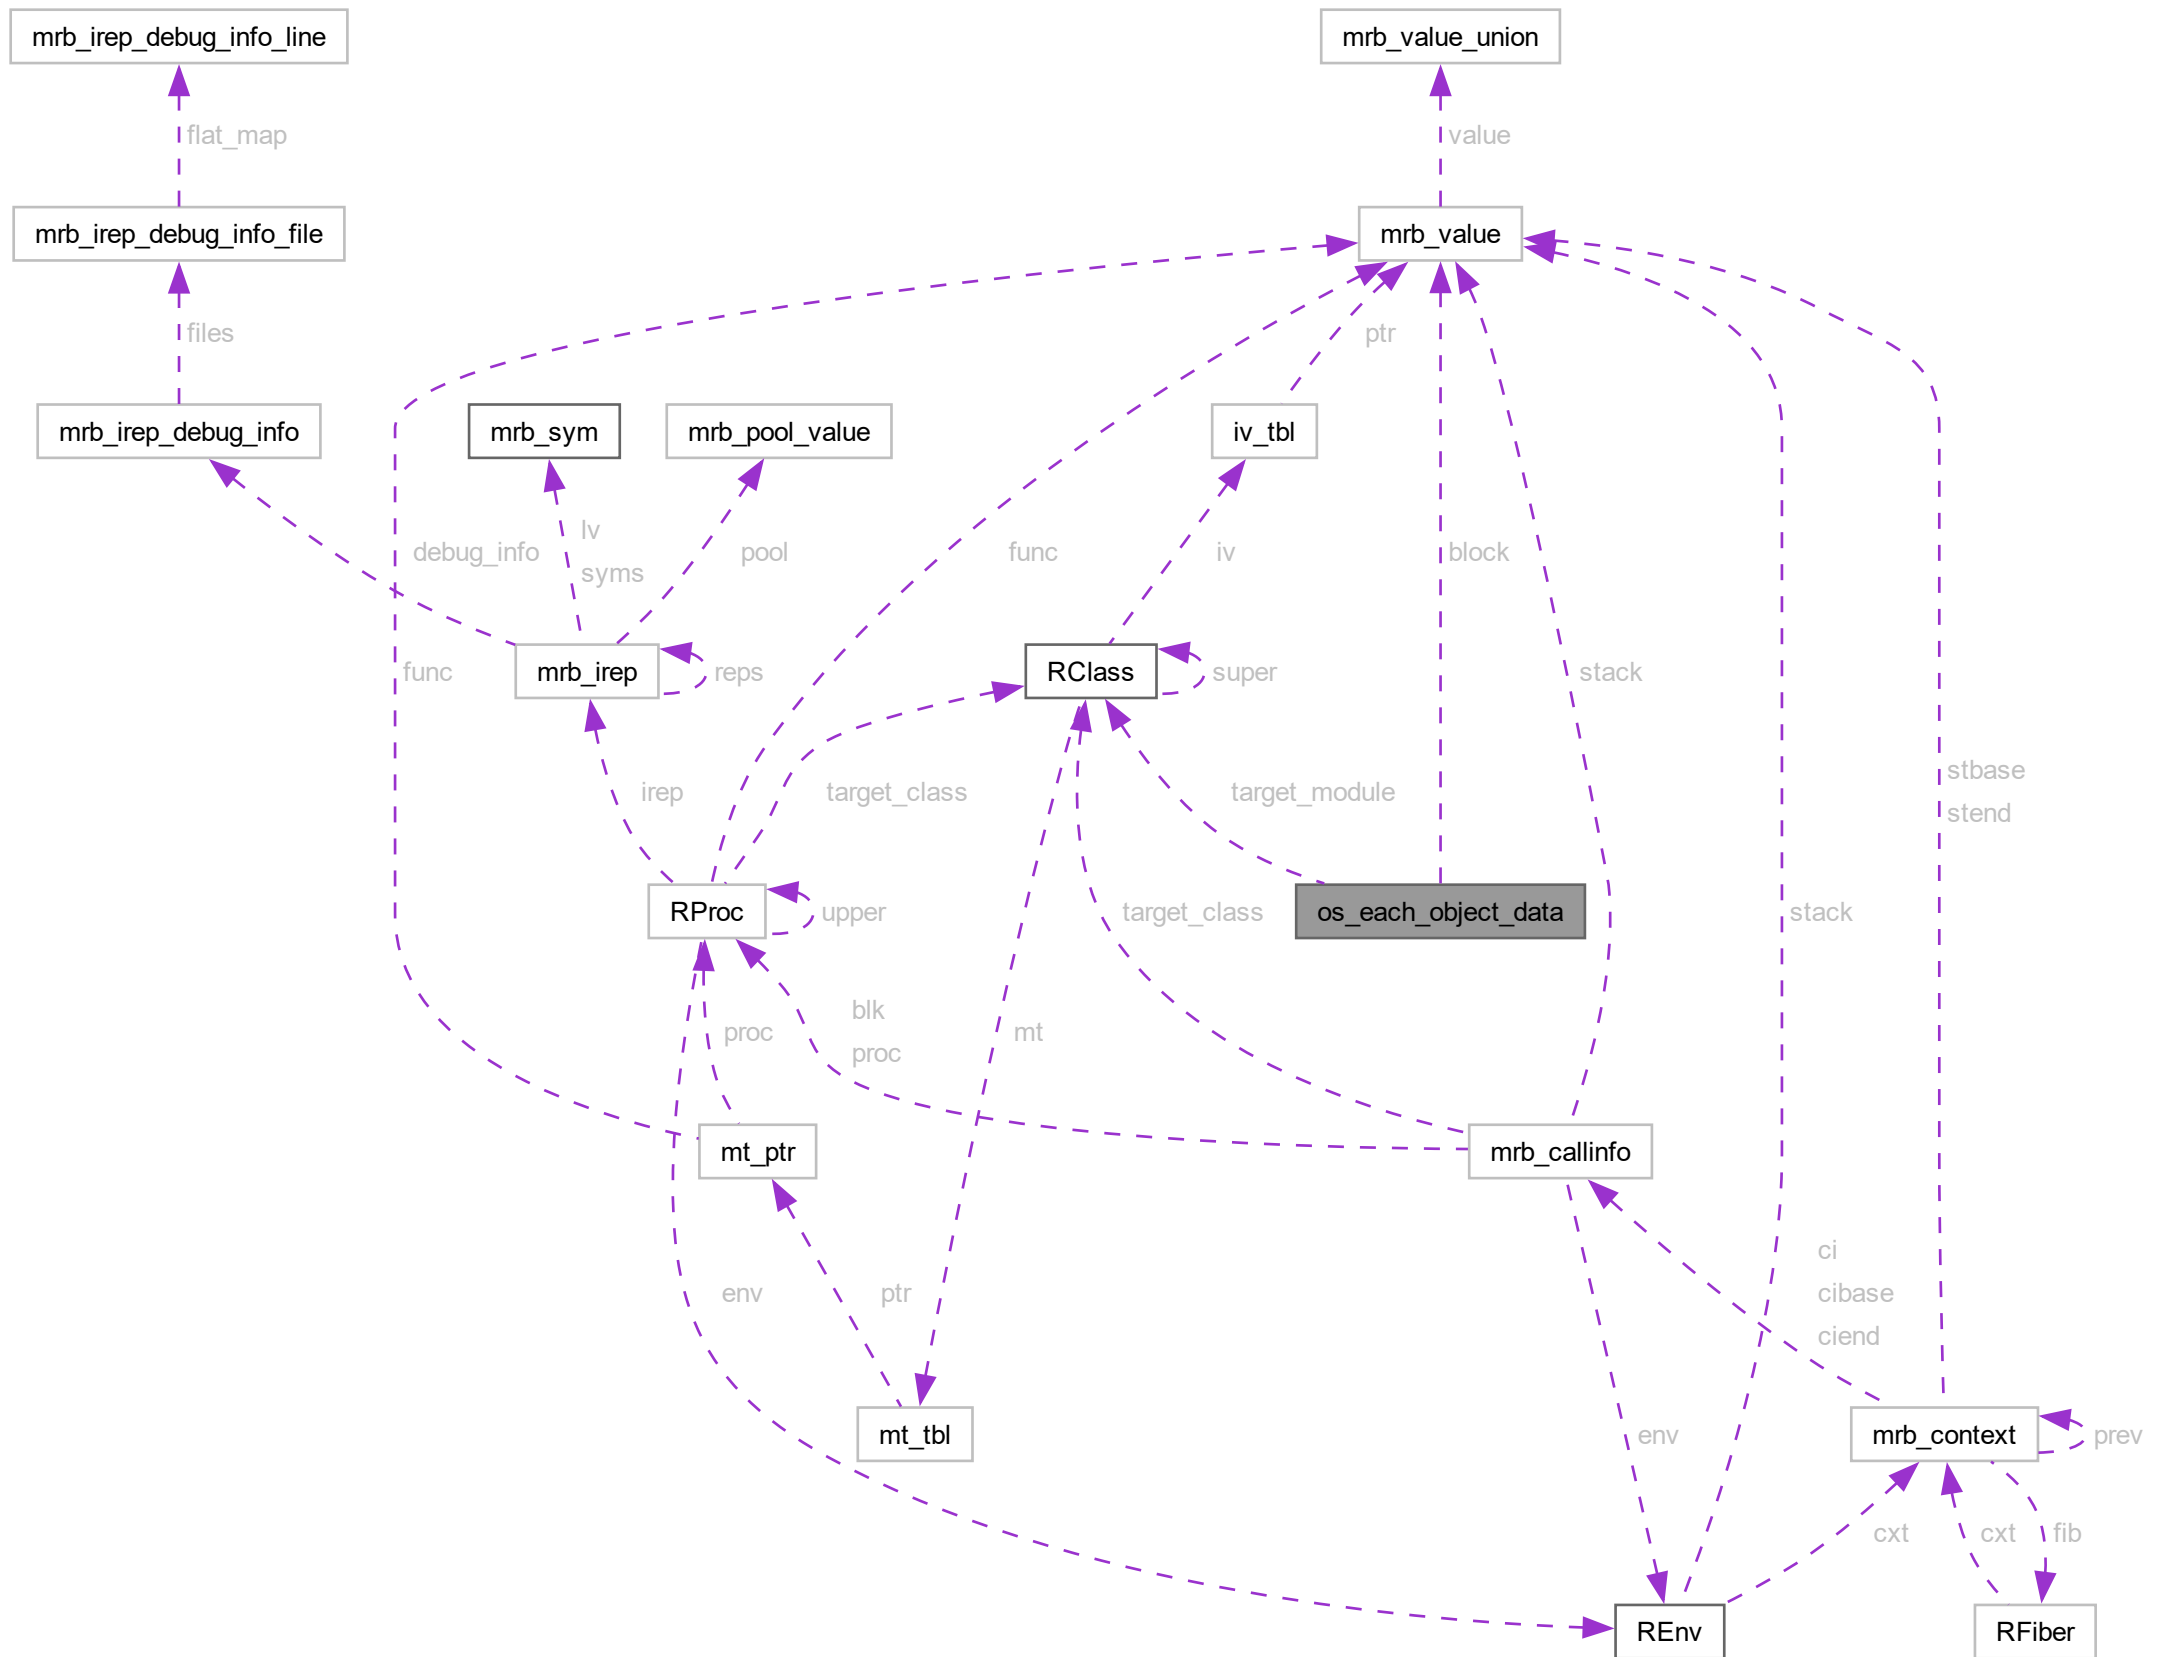 mrb_irep_debug_info_line
mrb_value_union
flat_map
value
mrb_irep_debug_info_file
mrb_value
files
ptr
mrb_irep_debug_info
mrb_sym
mrb_pool_value
iv_tbl
debug_info
lv
syms
pool
func
iv
block
func
mrb_irep
reps
RClass
super
stack
irep
target_class
target_module
stbase
stend
RProc
upper
target_class
os_each_object_data
stack
blk
proc
proc
mt
mt_ptr
mrb_callinfo
env
ptr
ci
cibase
ciend
mt_tbl
env
mrb_context
prev
cxt
cxt
fib
REnv
RFiber